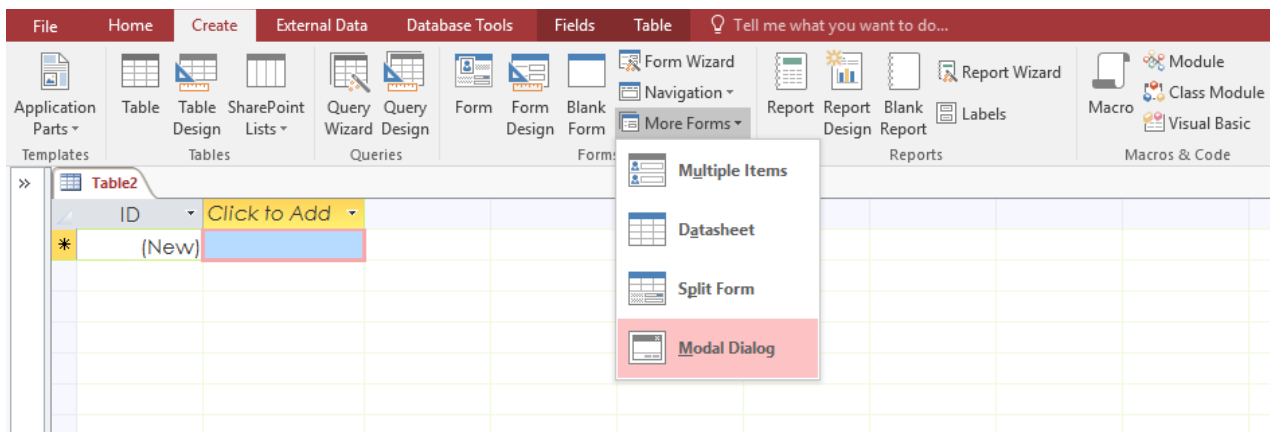 File Home Create External Data Database Tools Fields Table Tell me what you want to do...
Application Parts
Table
Table Design
SharePoint Lists
Query Wizard
Query Design
Form
Form Design
Blank Form
Form Wizard
Navigation
More Forms
Report
Report Design
Blank Report
Report Wizard
Labels
Macro
Module
Class Module
Visual Basic
Templates Tables Queries Forms Reports Macros & Code
Multiple Items
Datasheet
Split Form
Modal Dialog
» Table2
ID Click to Add
* (New)